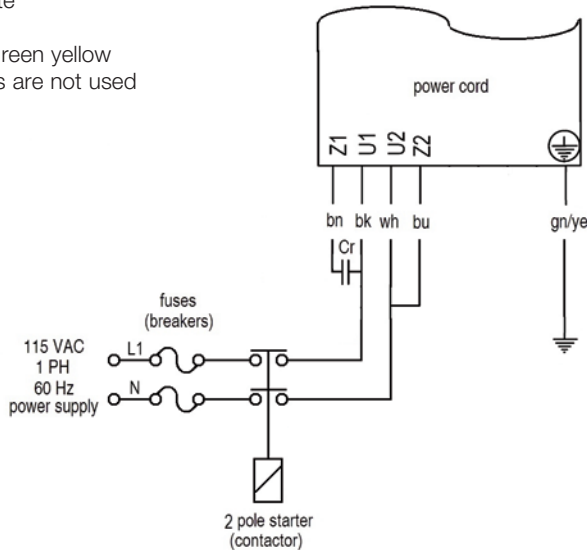 reen yellow
s are not used
power cord
Z1 U1 U2 Z2
bn bk wh bu gn/ye
Cr
fuses
(breakers)
115 VAC
1 PH
60 Hz
power supply
L1
N
2 pole starter
(contactor)